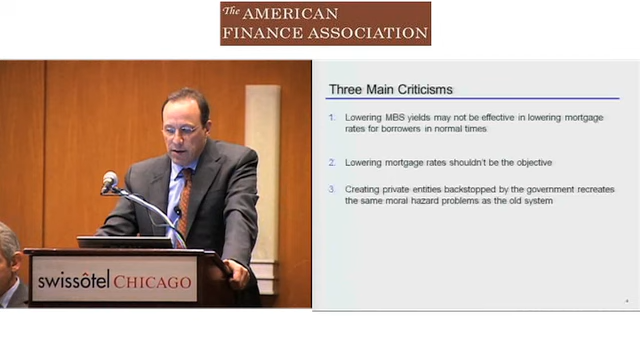 The AMERICAN
FINANCE ASSOCIATION
Three Main Criticisms
1. Lowering MBS yields may not be effective in lowering mortgage
rates for borrowers in normal times
2. Lowering mortgage rates shouldn't be the objective
3. Creating private entities backstopped by the government recreates
the same moral hazard problems as the old system
swissôtel CHICAGO